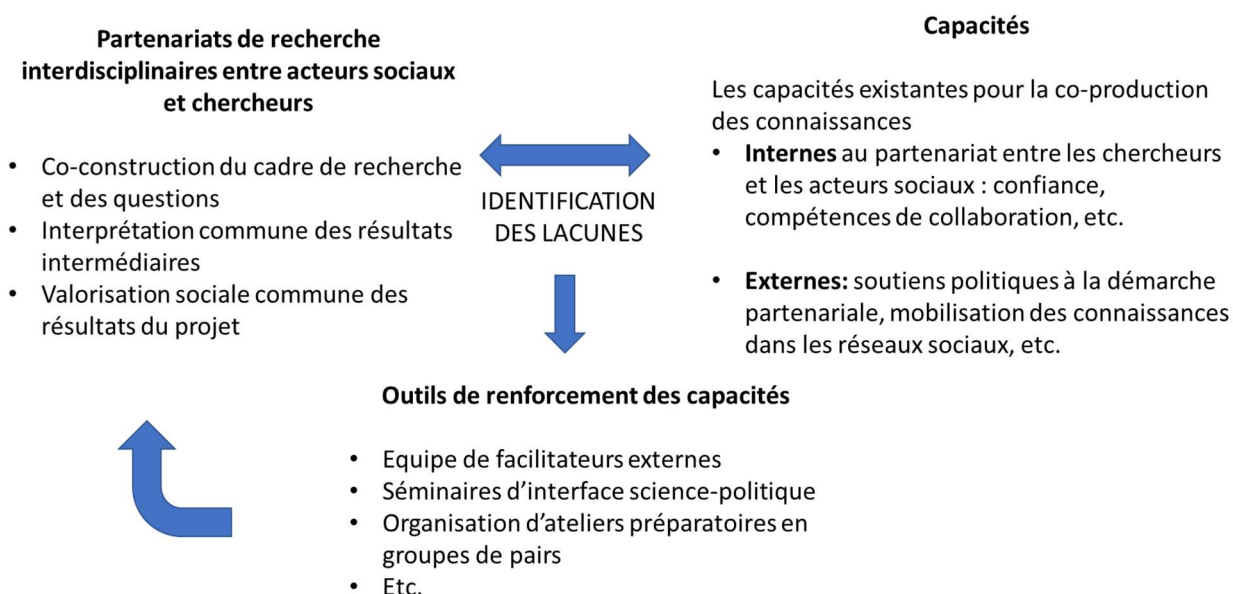 Partenariats de recherche
interdisciplinaires entre acteurs sociaux
et chercheurs
• Co-construction du cadre de recherche
et des questions
• Interprétation commune des résultats
intermédiaires
• Valorisation sociale commune des
résultats du projet
IDENTIFICATION
DES LACUNES
Capacités
Les capacités existantes pour la co-production
des connaissances
• Internes au partenariat entre les chercheurs
et les acteurs sociaux : confiance,
compétences de collaboration, etc.
• Externes: soutiens politiques à la démarche
partenariale, mobilisation des connaissances
dans les réseaux sociaux, etc.
Outils de renforcement des capacités
• Equipe de facilitateurs externes
• Séminaires d’interface science-politique
• Organisation d’ateliers préparatoires en
groupes de pairs
• Etc.